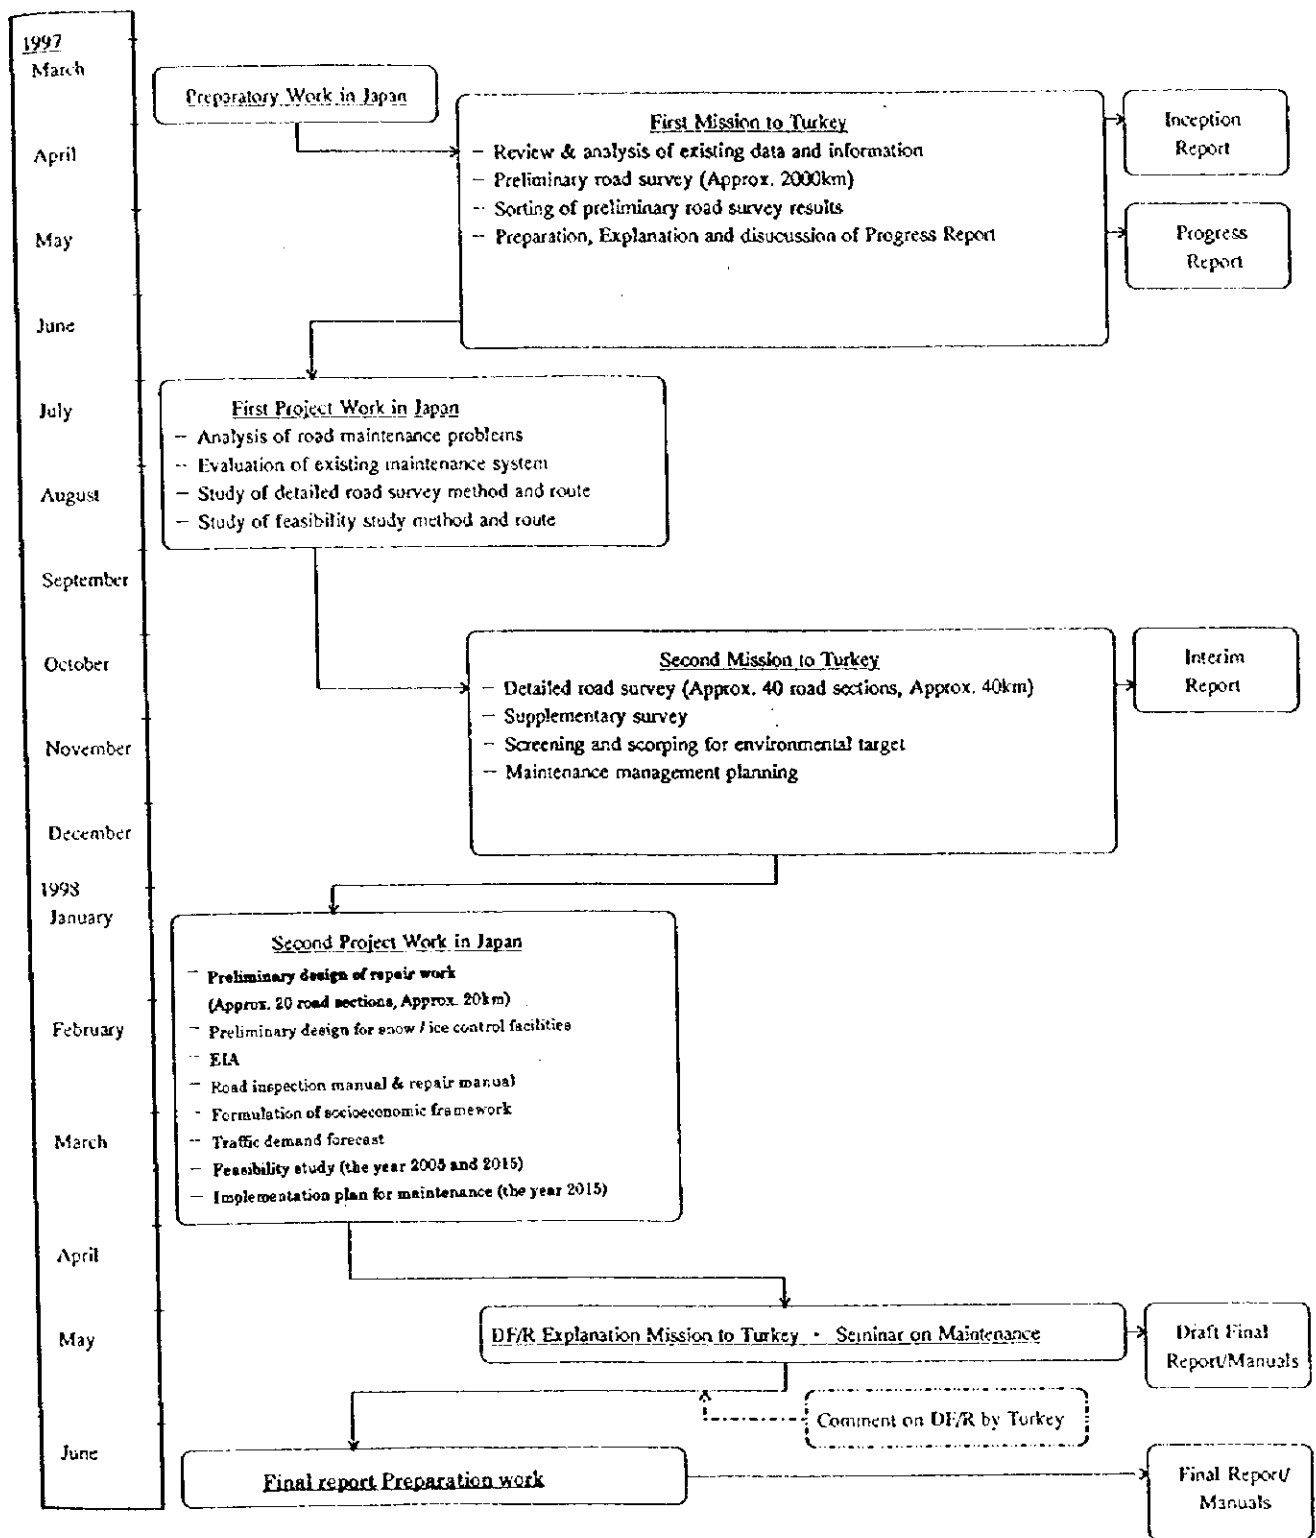 1997
March
April
May
June
July
August
September
October
November
December
1998
January
February
March
April
May
June
Preparatory Work in Japan
First Mission to Turkey
- Review & analysis of existing data and information
- Preliminary road survey (Approx. 2000km)
- Sorting of preliminary road survey results
- Preparation, Explanation and disucussion of Progress Report
Inception
Report
Progress
Report
First Project Work in Japan
- Analysis of road maintenance problems
- Evaluation of existing maintenance system
- Study of detailed road survey method and route
- Study of feasibility study method and route
Second Mission to Turkey
- Detailed road survey (Approx. 40 road sections, Approx. 40km)
- Supplementary survey
- Screening and scorping for environmental target
- Maintenance management planning
Interim
Report
Second Project Work in Japan
- Preliminary design of repair work
(Approx. 20 road sections, Approx. 20km)
- Preliminary design for snow / ice control facilities
- EIA
- Road inspection manual & repair manual
- Formulation of socioeconomic framework
- Traffic demand forecast
- Feasibility study (the year 2005 and 2015)
- Implementation plan for maintenance (the year 2015)
DF/R Explanation Mission to Turkey ・ Seminar on Maintenance
Draft Final
Report/Manuals
Comment on DF/R by Turkey
Final report Preparation work
Final Report/
Manuals